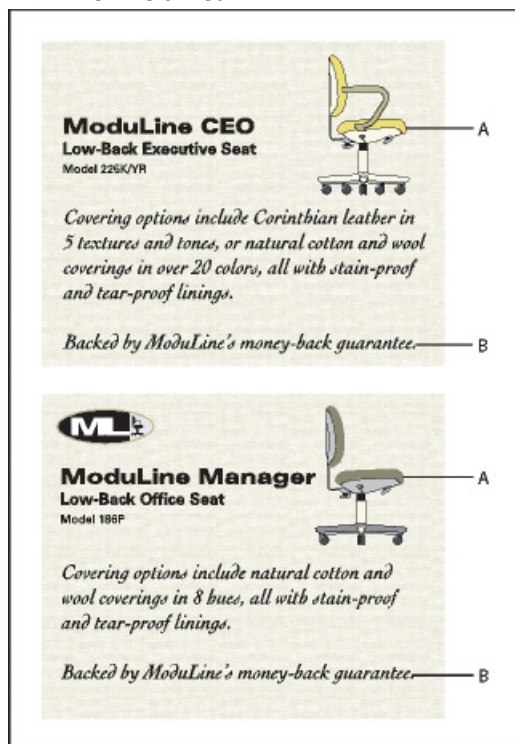 ModuLine CEO
Low-Back Executive Seat
Model 225K/YR
A
Covering options include Corinthian leather in
5 textures and tones, or natural cotton and wool
coverings in over 20 colors, all with stain-proof
and tear-proof linings.
Backed by ModuLine's money-back guarantee.
B
ML
ModuLine Manager
Low-Back Office Seat
Model 186P
A
Covering options include natural cotton and
wool coverings in 8 hues, all with stain-proof
and tear-proof linings.
Backed by ModuLine's money-back guarantee.
B